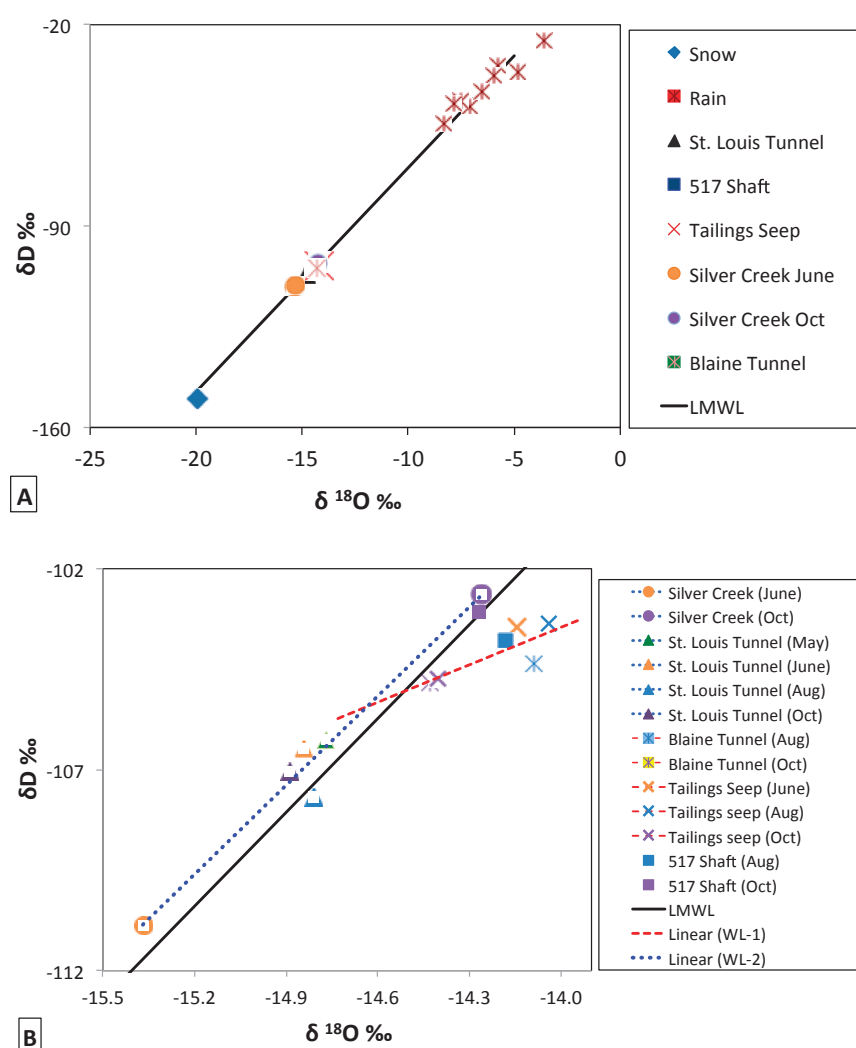 -20
-90
-160
δD ‰
-25
-20
-15
-10
-5
0
δ ¹⁸O ‰
A
Snow
Rain
St. Louis Tunnel
517 Shaft
Tailings Seep
Silver Creek June
Silver Creek Oct
Blaine Tunnel
LMWL
-102
-107
-112
δD ‰
-15.5
-15.2
-14.9
-14.6
-14.3
-14.0
δ ¹⁸O ‰
B
Silver Creek (June)
Silver Creek (Oct)
St. Louis Tunnel (May)
St. Louis Tunnel (June)
St. Louis Tunnel (Aug)
St. Louis Tunnel (Oct)
Blaine Tunnel (Aug)
Blaine Tunnel (Oct)
Tailings Seep (June)
Tailings seep (Aug)
Tailings seep (Oct)
517 Shaft (Aug)
517 Shaft (Oct)
LMWL
Linear (WL-1)
Linear (WL-2)